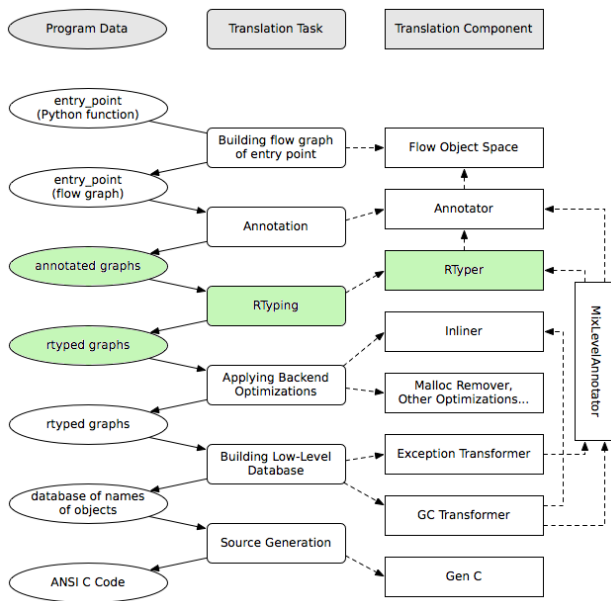 Program Data
Translation Task
Translation Component
entry_point
(Python function)
Building flow graph
of entry point
Flow Object Space
entry_point
(flow graph)
Annotation
Annotator
annotated graphs
RTyping
RTyper
MixLevelAnnotator
rtyped graphs
Inliner
Applying Backend
Optimizations
Malloc Remover,
Other Optimizations...
rtyped graphs
Building Low-Level
Database
Exception Transformer
database of names
of objects
GC Transformer
Source Generation
Gen C
ANSI C Code